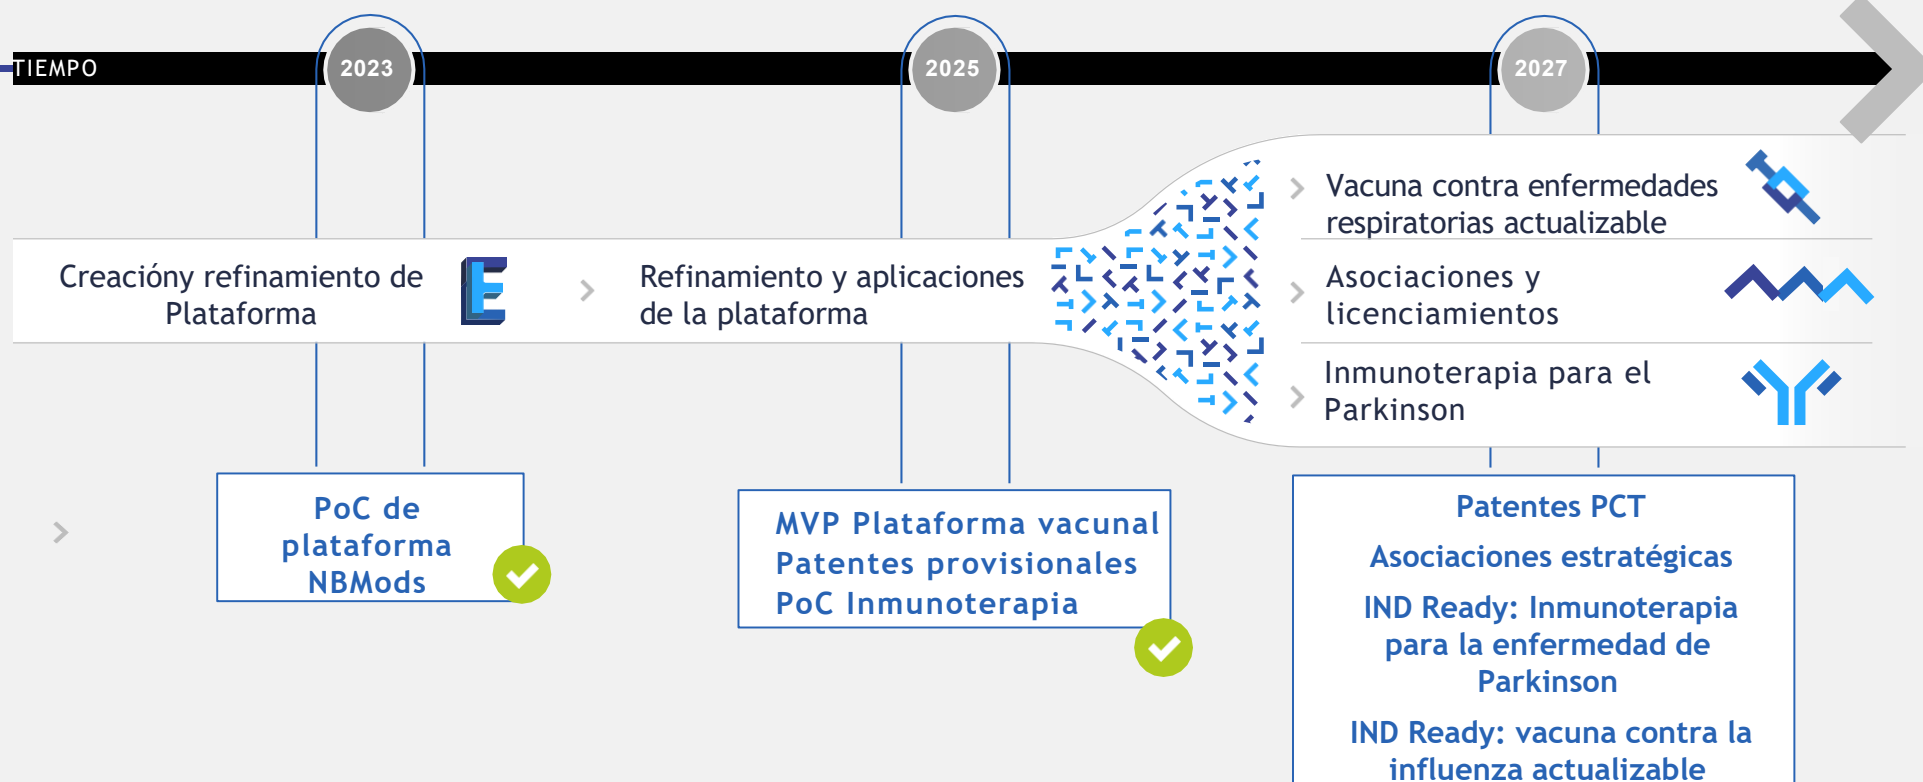 TIEMPO
2023
2025
2027
Creacióny refinamiento de
Plataforma
Refinamiento y aplicaciones
de la plataforma
Vacuna contra enfermedades
respiratorias actualizable
Asociaciones y
licenciamientos
Inmunoterapia para el
Parkinson
PoC de
plataforma
NBMods
MVP Plataforma vacunal
Patentes provisionales
PoC Inmunoterapia
Patentes PCT
Asociaciones estratégicas
IND Ready: Inmunoterapia
para la enfermedad de
Parkinson
IND Ready: vacuna contra la
influenza actualizable